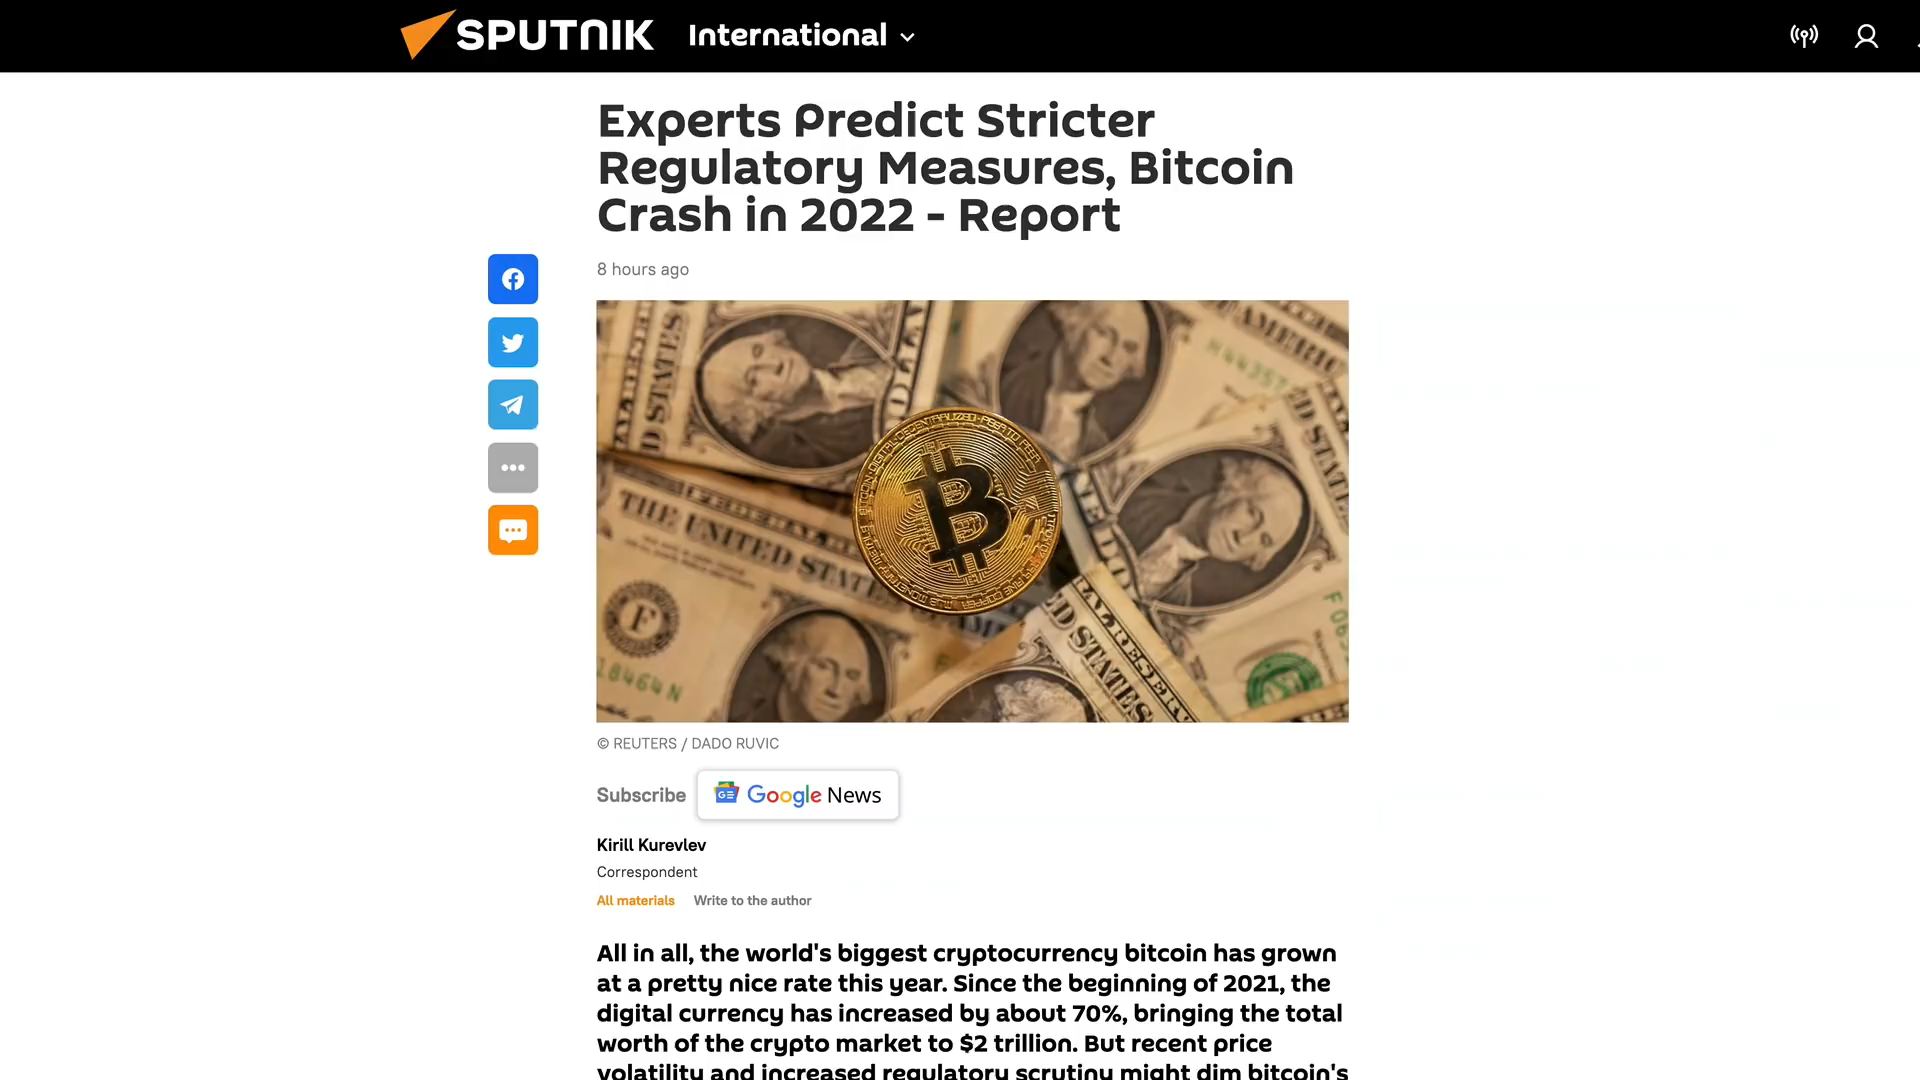 SPUTNIK International
Experts Predict Stricter
Regulatory Measures, Bitcoin
Crash in 2022 - Report
8 hours ago
© REUTERS / DADO RUVIC
Subscribe Google News
Kirill Kurevlev
Correspondent
All materials Write to the author
All in all, the world's biggest cryptocurrency bitcoin has grown
at a pretty nice rate this year. Since the beginning of 2021, the
digital currency has increased by about 70%, bringing the total
worth of the crypto market to $2 trillion. But recent price
volatility and increased regulatory scrutiny might dim bitcoin's